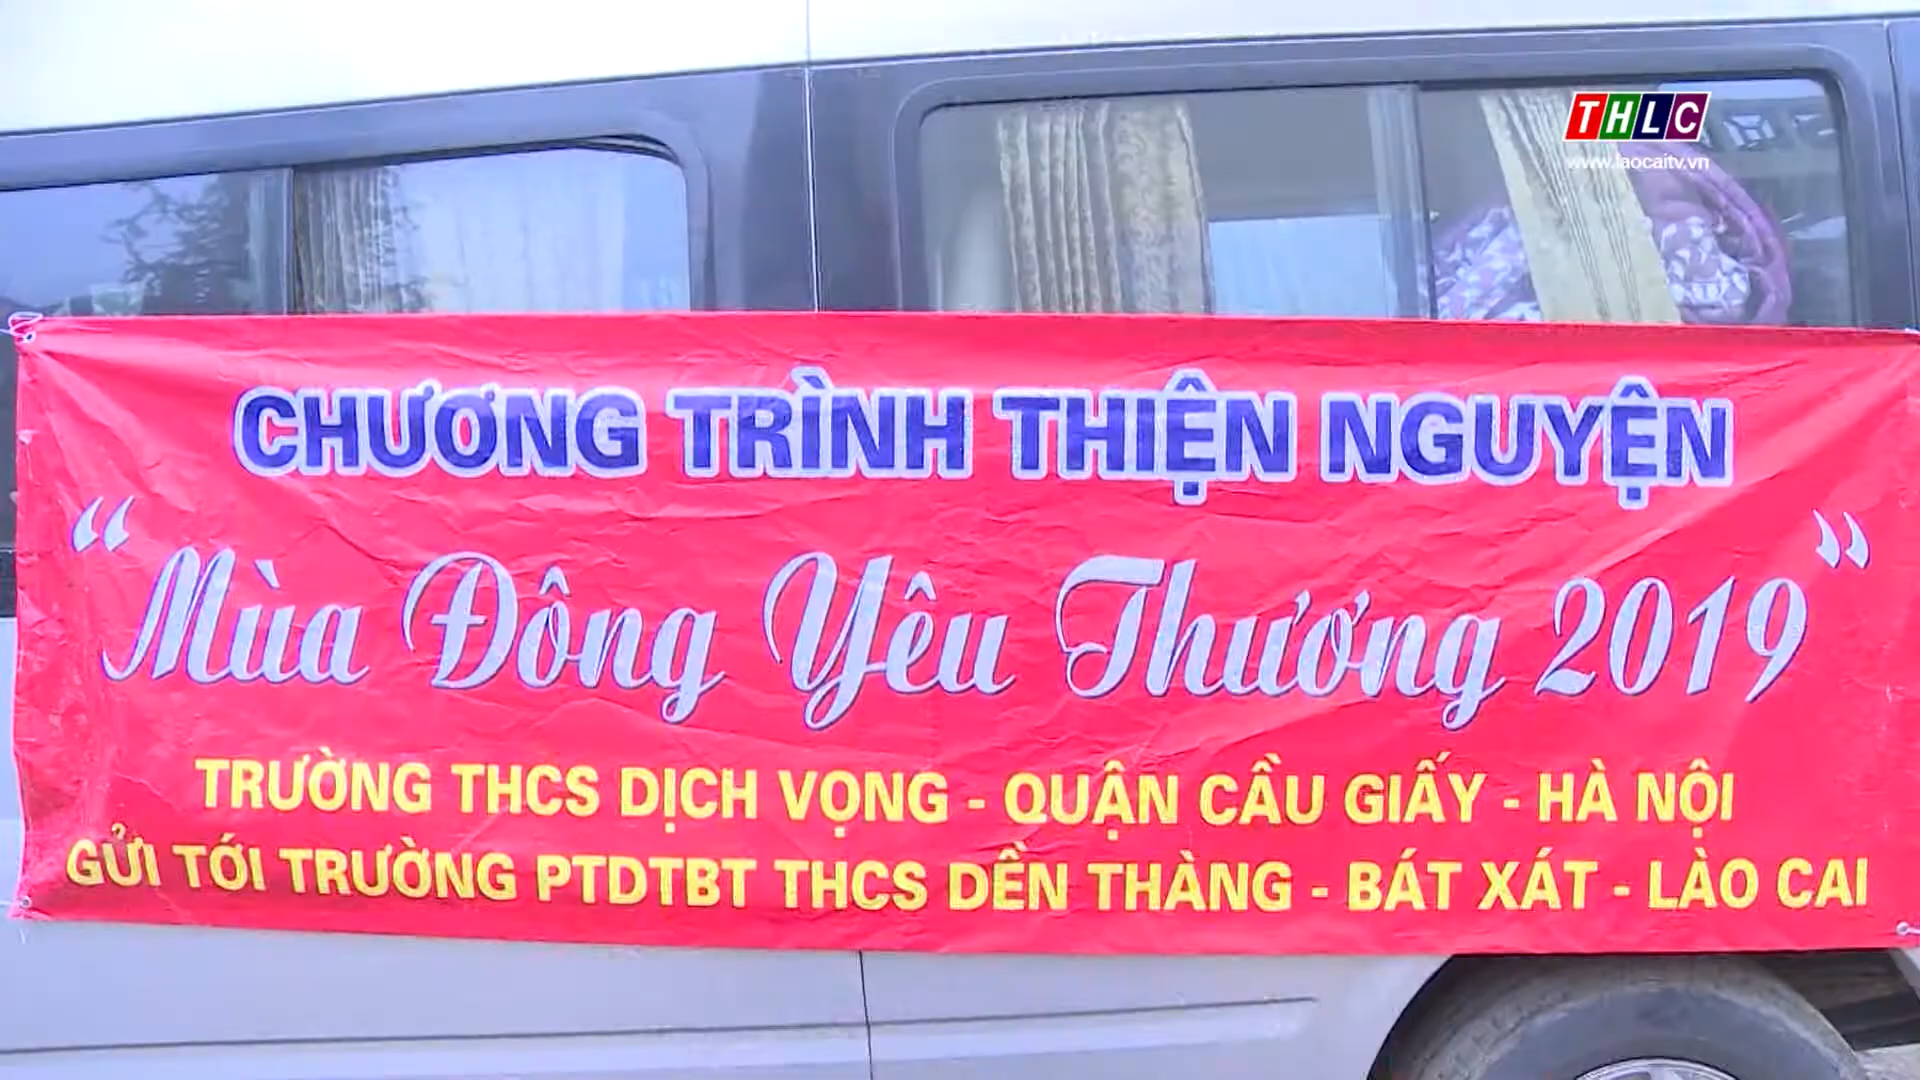 THLC
www.laocaitv.vn
CHƯƠNG TRÌNH THIỆN NGUYỆN
“Mùa Đông Yêu Thương 2019”
TRƯỜNG THCS DỊCH VỌNG - QUẬN CẦU GIẤY - HÀ NỘI
GỬI TỚI TRƯỜNG PTDTBT THCS DỀN THÀNG - BÁT XÁT - LÀO CAI